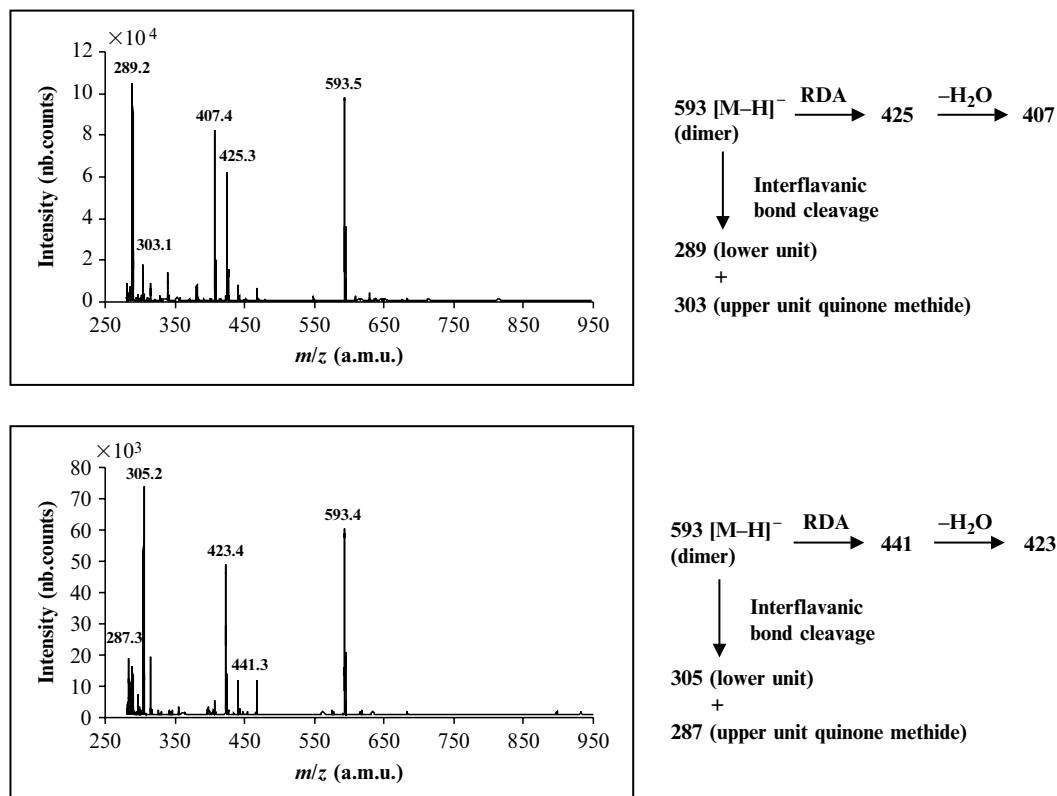 ×10⁴
Intensity (nb.counts)
12
10
8
6
4
2
0
289.2
593.5
407.4
425.3
303.1
250 350 450 550 650 750 850 950
m/z (a.m.u.)
593 [M–H]⁻ RDA 425 –H₂O 407
(dimer)
Interflavanic
bond cleavage
289 (lower unit)
+
303 (upper unit quinone methide)
×10³
Intensity (nb.counts)
80
70
60
50
40
30
20
10
0
305.2
593.4
423.4
287.3
441.3
250 350 450 550 650 750 850 950
m/z (a.m.u.)
593 [M–H]⁻ RDA 441 –H₂O 423
(dimer)
Interflavanic
bond cleavage
305 (lower unit)
+
287 (upper unit quinone methide)